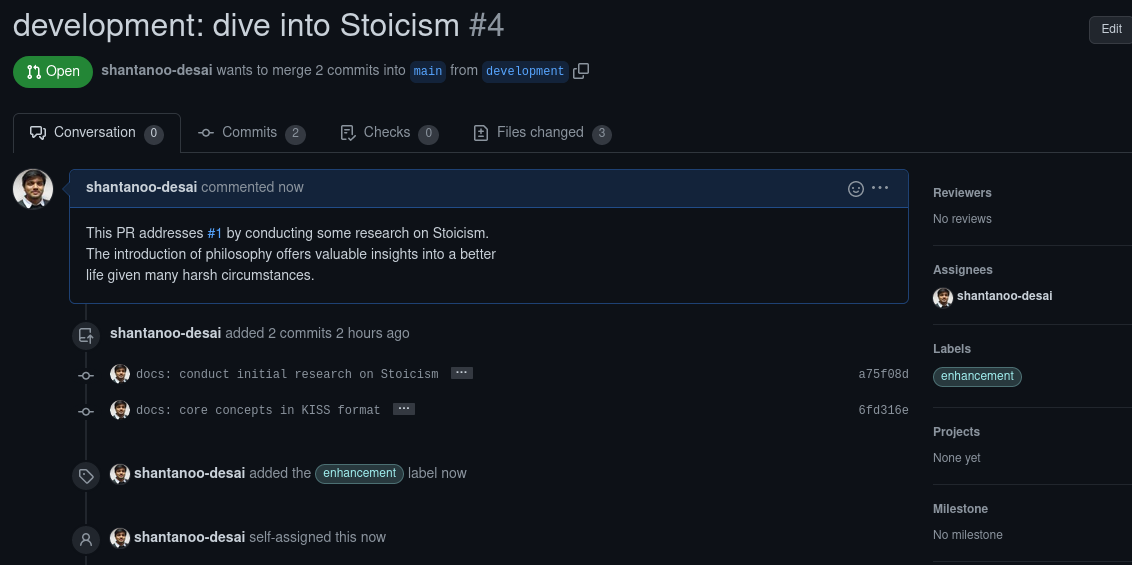 development: dive into Stoicism #4
Edit
Open
shantanoo-desai wants to merge 2 commits into main from development
Conversation 0
Commits 2
Checks 0
Files changed 3
shantanoo-desai commented now
This PR addresses #1 by conducting some research on Stoicism.
The introduction of philosophy offers valuable insights into a better
life given many harsh circumstances.
shantanoo-desai added 2 commits 2 hours ago
docs: conduct initial research on Stoicism ... a75f08d
docs: core concepts in KISS format ... 6fd316e
shantanoo-desai added the enhancement label now
shantanoo-desai self-assigned this now
Reviewers
No reviews
Assignees
shantanoo-desai
Labels
enhancement
Projects
None yet
Milestone
No milestone